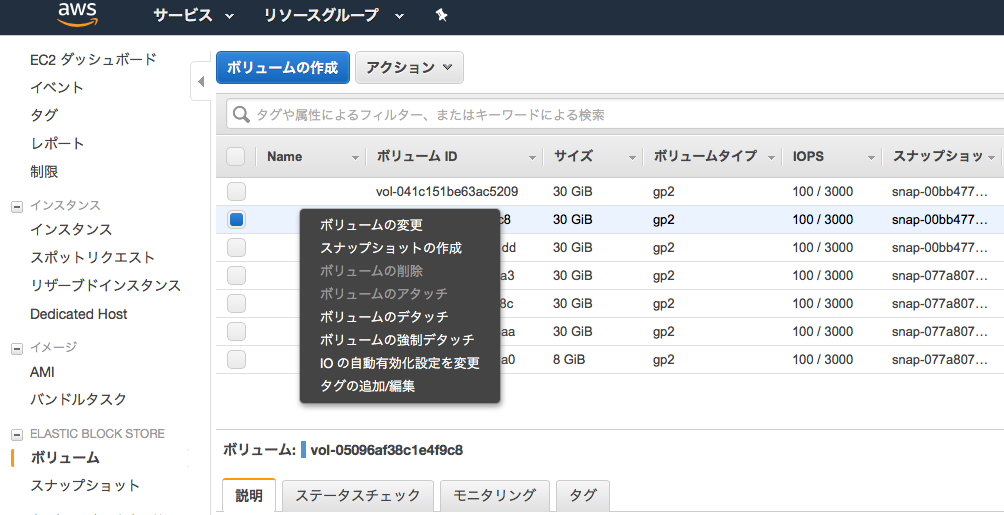 aws サービス リソースグループ
EC2 ダッシュボード
イベント
タグ
レポート
制限
インスタンス
インスタンス
スポットリクエスト
リザーブドインスタンス
Dedicated Host
イメージ
AMI
バンドルタスク
ELASTIC BLOCK STORE
ボリューム
スナップショット
ボリュームの作成 アクション
タグや属性によるフィルター、またはキーワードによる検索
Name ボリューム ID サイズ ボリュームタイプ IOPS スナップショッ
vol-041c151be63ac5209 30 GiB gp2 100 / 3000 snap-00bb477…
c8 30 GiB gp2 100 / 3000 snap-00bb477…
dd 30 GiB gp2 100 / 3000 snap-00bb477…
a3 30 GiB gp2 100 / 3000 snap-077a807…
8c 30 GiB gp2 100 / 3000 snap-077a807…
aa 30 GiB gp2 100 / 3000 snap-077a807…
a0 8 GiB gp2 100 / 3000 snap-077a807…
ボリュームの変更
スナップショットの作成
ボリュームの削除
ボリュームのアタッチ
ボリュームのデタッチ
ボリュームの強制デタッチ
IO の自動有効化設定を変更
タグの追加/編集
ボリューム: vol-05096af38c1e4f9c8
説明 ステータスチェック モニタリング タグ